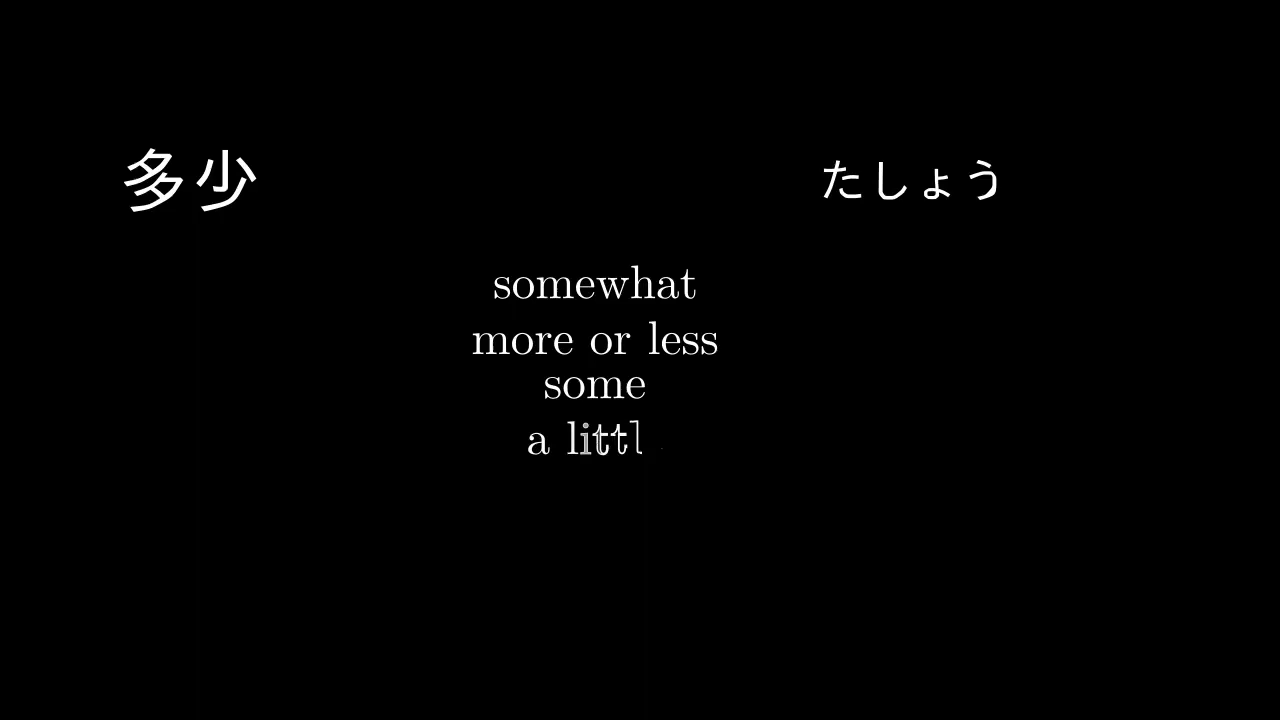 多少
たしょう
somewhat
more or less
some
a littl